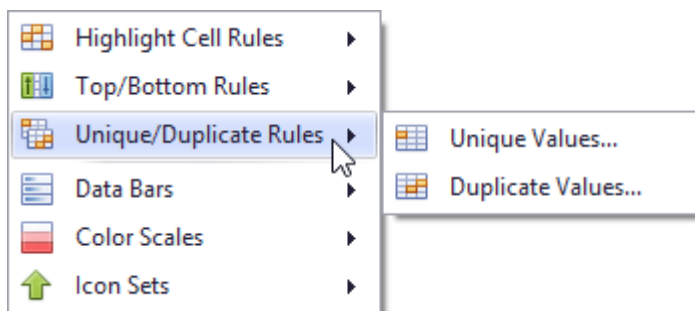 Highlight Cell Rules
Top/Bottom Rules
Unique/Duplicate Rules
Unique Values...
Duplicate Values...
Data Bars
Color Scales
Icon Sets